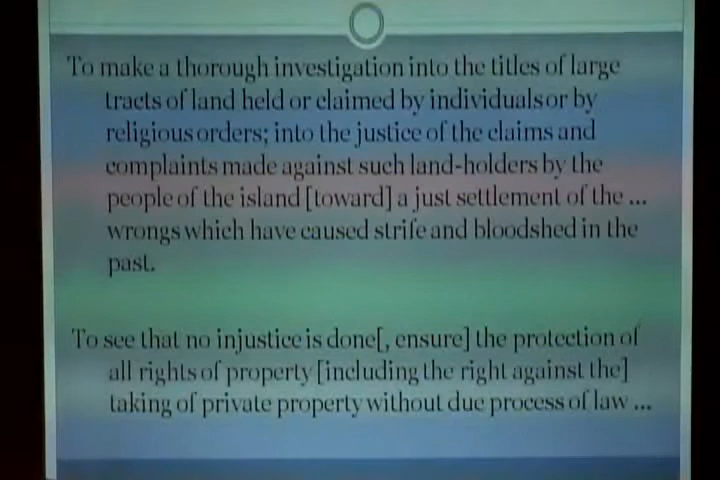 To make a thorough investigation into the titles of large
tracts of land held or claimed by individuals or by
religious orders; into the justice of the claims and
complaints made against such land-holders by the
people of the island [toward] a just settlement of the ...
wrongs which have caused strife and bloodshed in the
past.
To see that no injustice is done[, ensure] the protection of
all rights of property [including the right against the]
taking of private property without due process of law ...